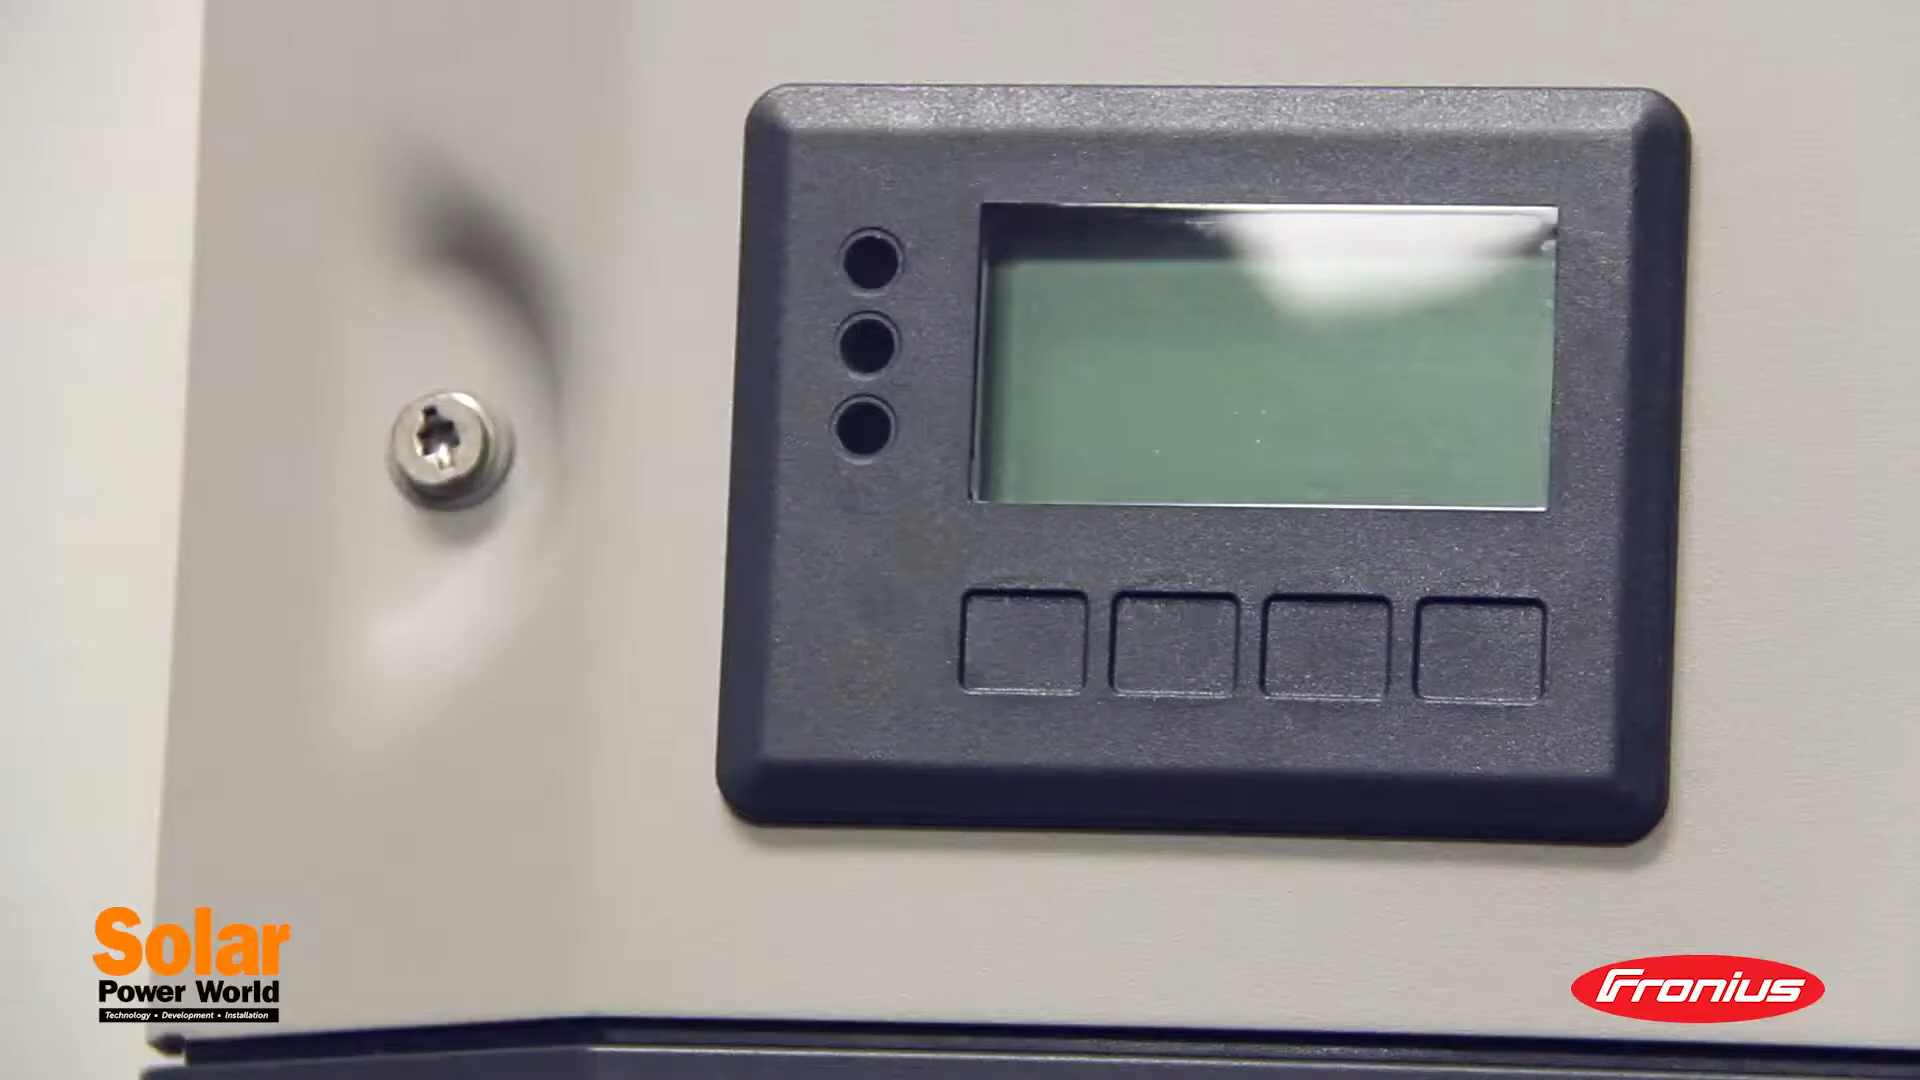 Solar
Power World
Technology • Development • Installation
Fronius